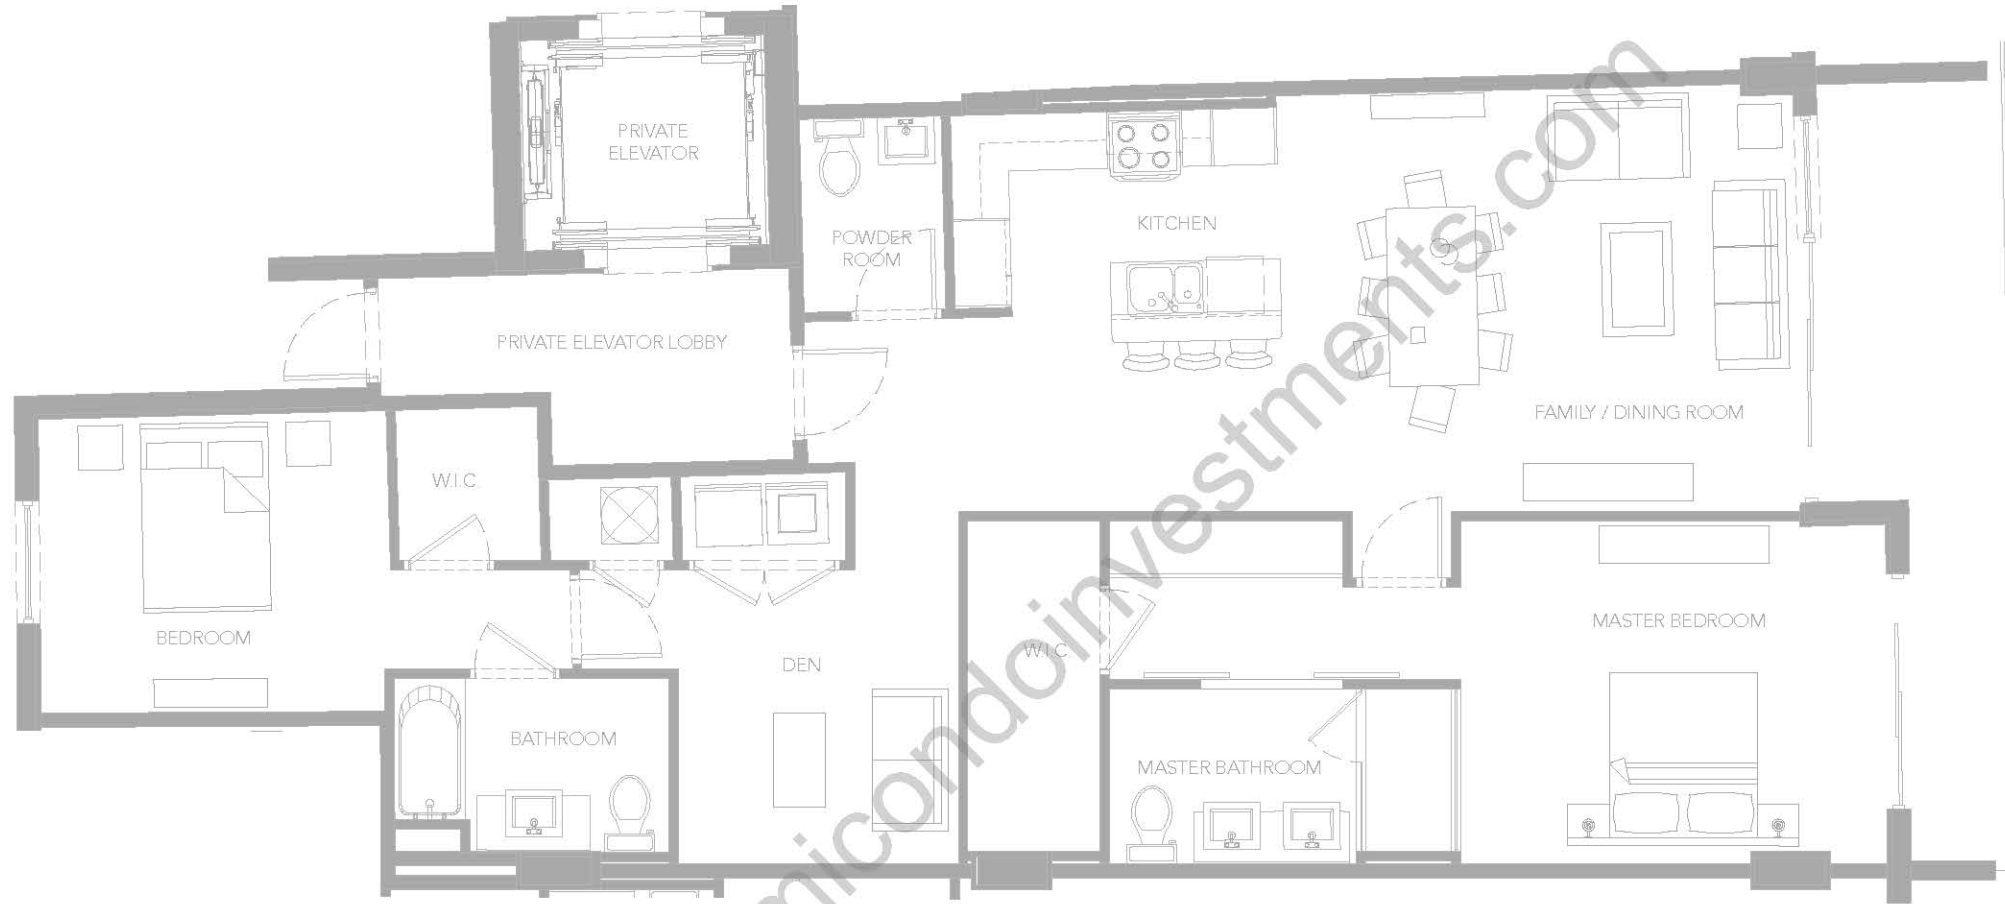 PRIVATE
ELEVATOR
POWDER
ROOM
KITCHEN
PRIVATE ELEVATOR LOBBY
FAMILY / DINING ROOM
W.I.C.
BEDROOM
DEN
W.I.C.
MASTER BEDROOM
BATHROOM
MASTER BATHROOM
micondoinvestments.com